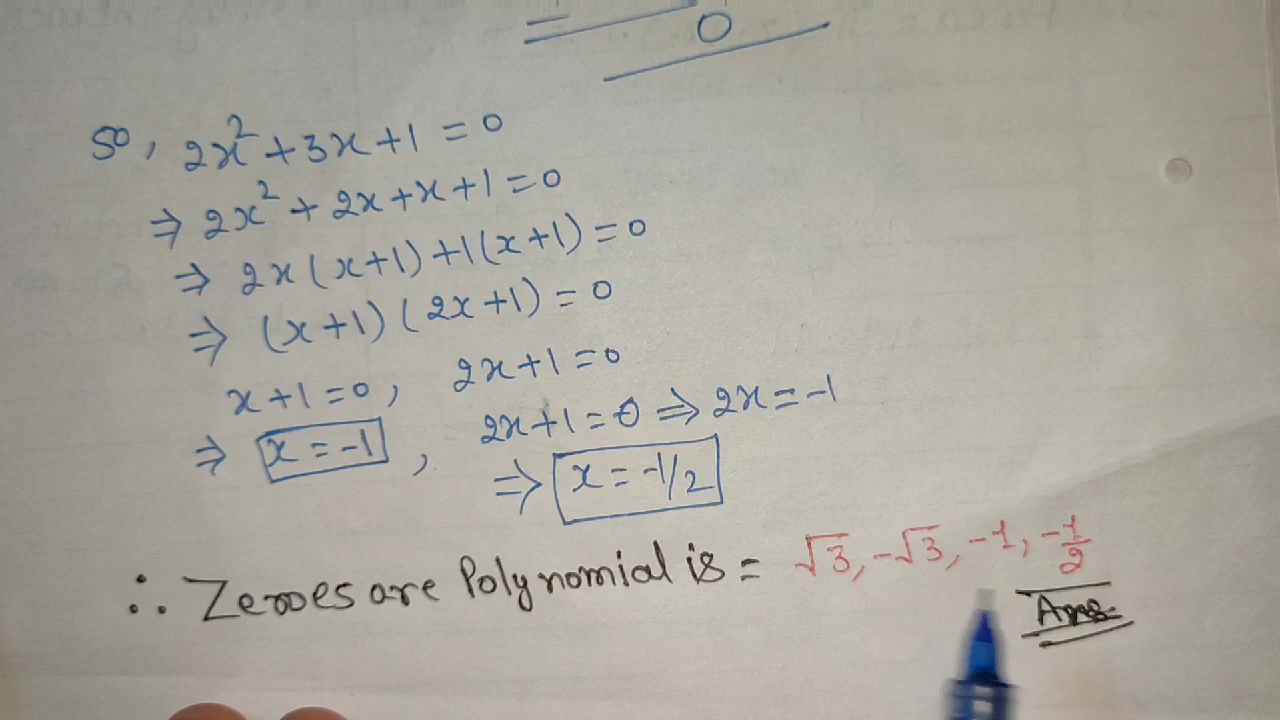 0
So, 2x² + 3x + 1 = 0
⇒ 2x² + 2x + x + 1 = 0
⇒ 2x(x+1) + 1(x+1) = 0
⇒ (x+1)(2x+1) = 0
x+1=0, 2x+1=0
⇒ x = -1, 2x+1=0 ⇒ 2x = -1
⇒ x = -1/2
∴ Zeroes are Polynomial is = √3, -√3, -1, -1/2
Ans